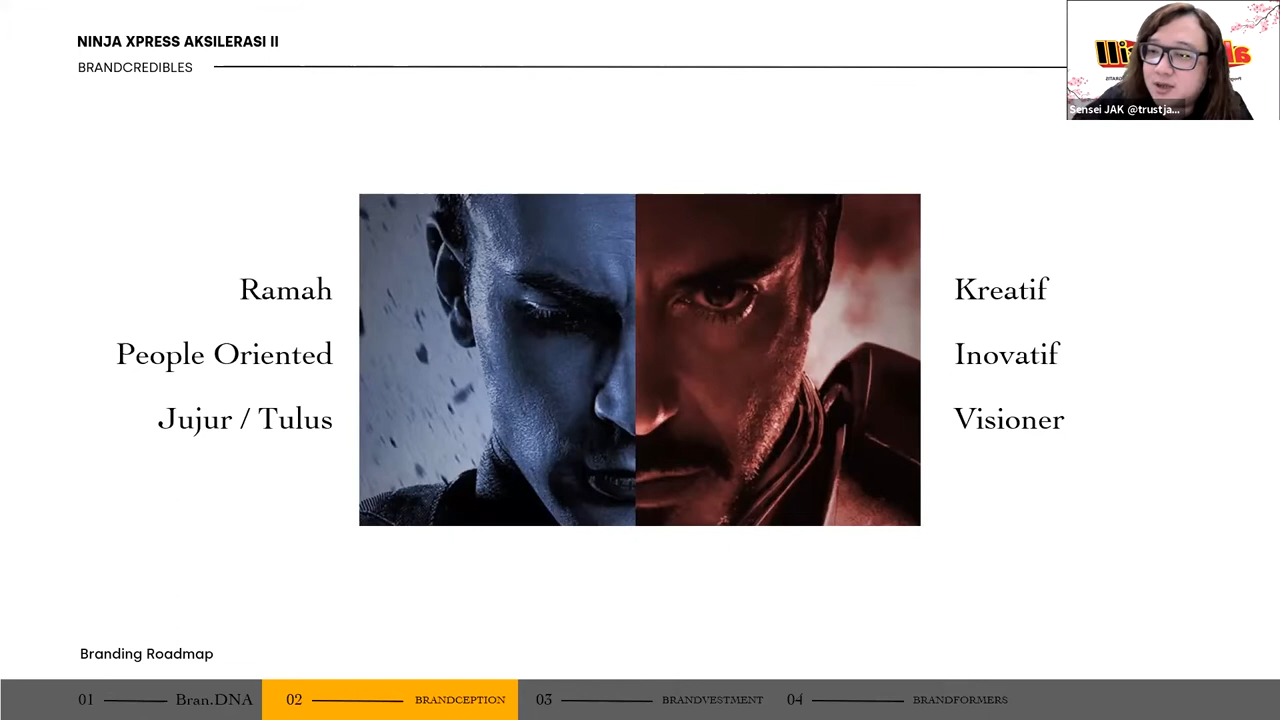 NINJA XPRESS AKSILERASI II
BRANDCREDIBLES
Sensei JAK @trustja...
Ramah
People Oriented
Jujur / Tulus
Kreatif
Inovatif
Visioner
Branding Roadmap
01 Bran.DNA
02 BRANDCEPTION
03 BRANDVESTMENT
04 BRANDFORMERS